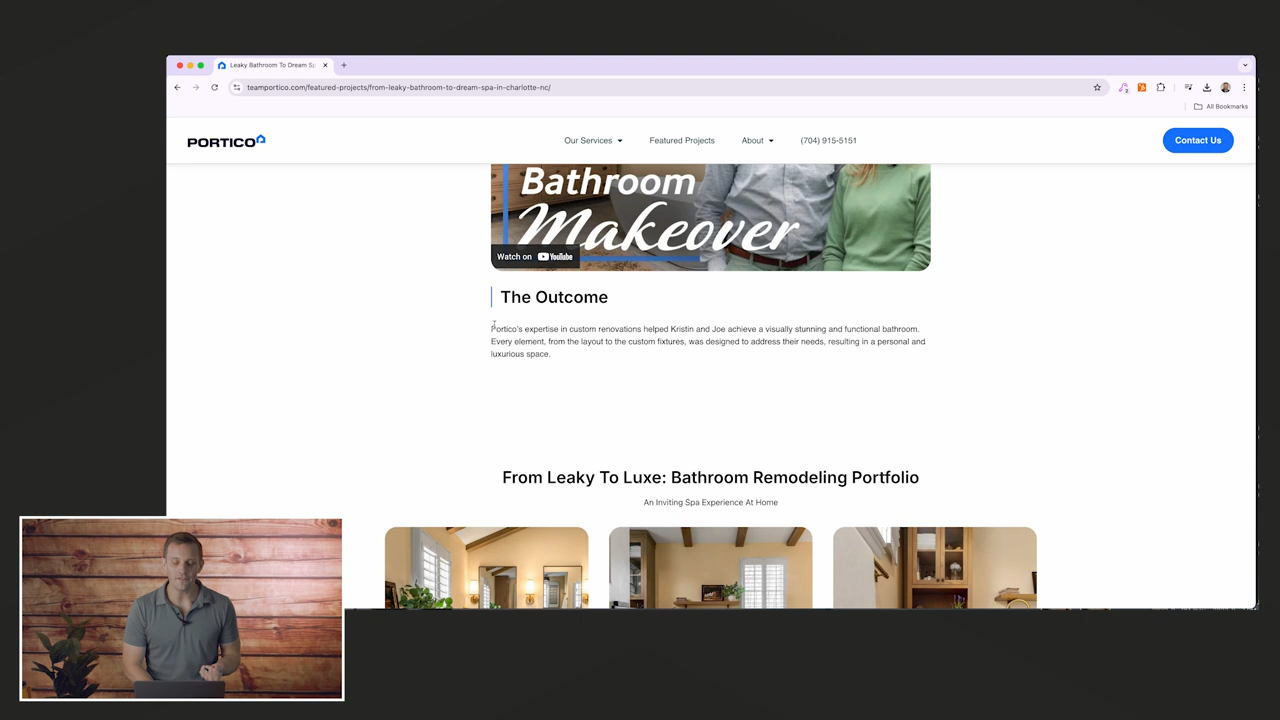 Leaky Bathroom To Dream Sp
teamportico.com/featured-projects/from-leaky-bathroom-to-dream-spa-in-charlotte-nc/
All Bookmarks
PORTICO
Our Services
Featured Projects
About
(704) 915-5151
Contact Us
Bathroom
Makeover
Watch on YouTube
The Outcome
Portico's expertise in custom renovations helped Kristin and Joe achieve a visually stunning and functional bathroom.
Every element, from the layout to the custom fixtures, was designed to address their needs, resulting in a personal and
luxurious space.
From Leaky To Luxe: Bathroom Remodeling Portfolio
An Inviting Spa Experience At Home